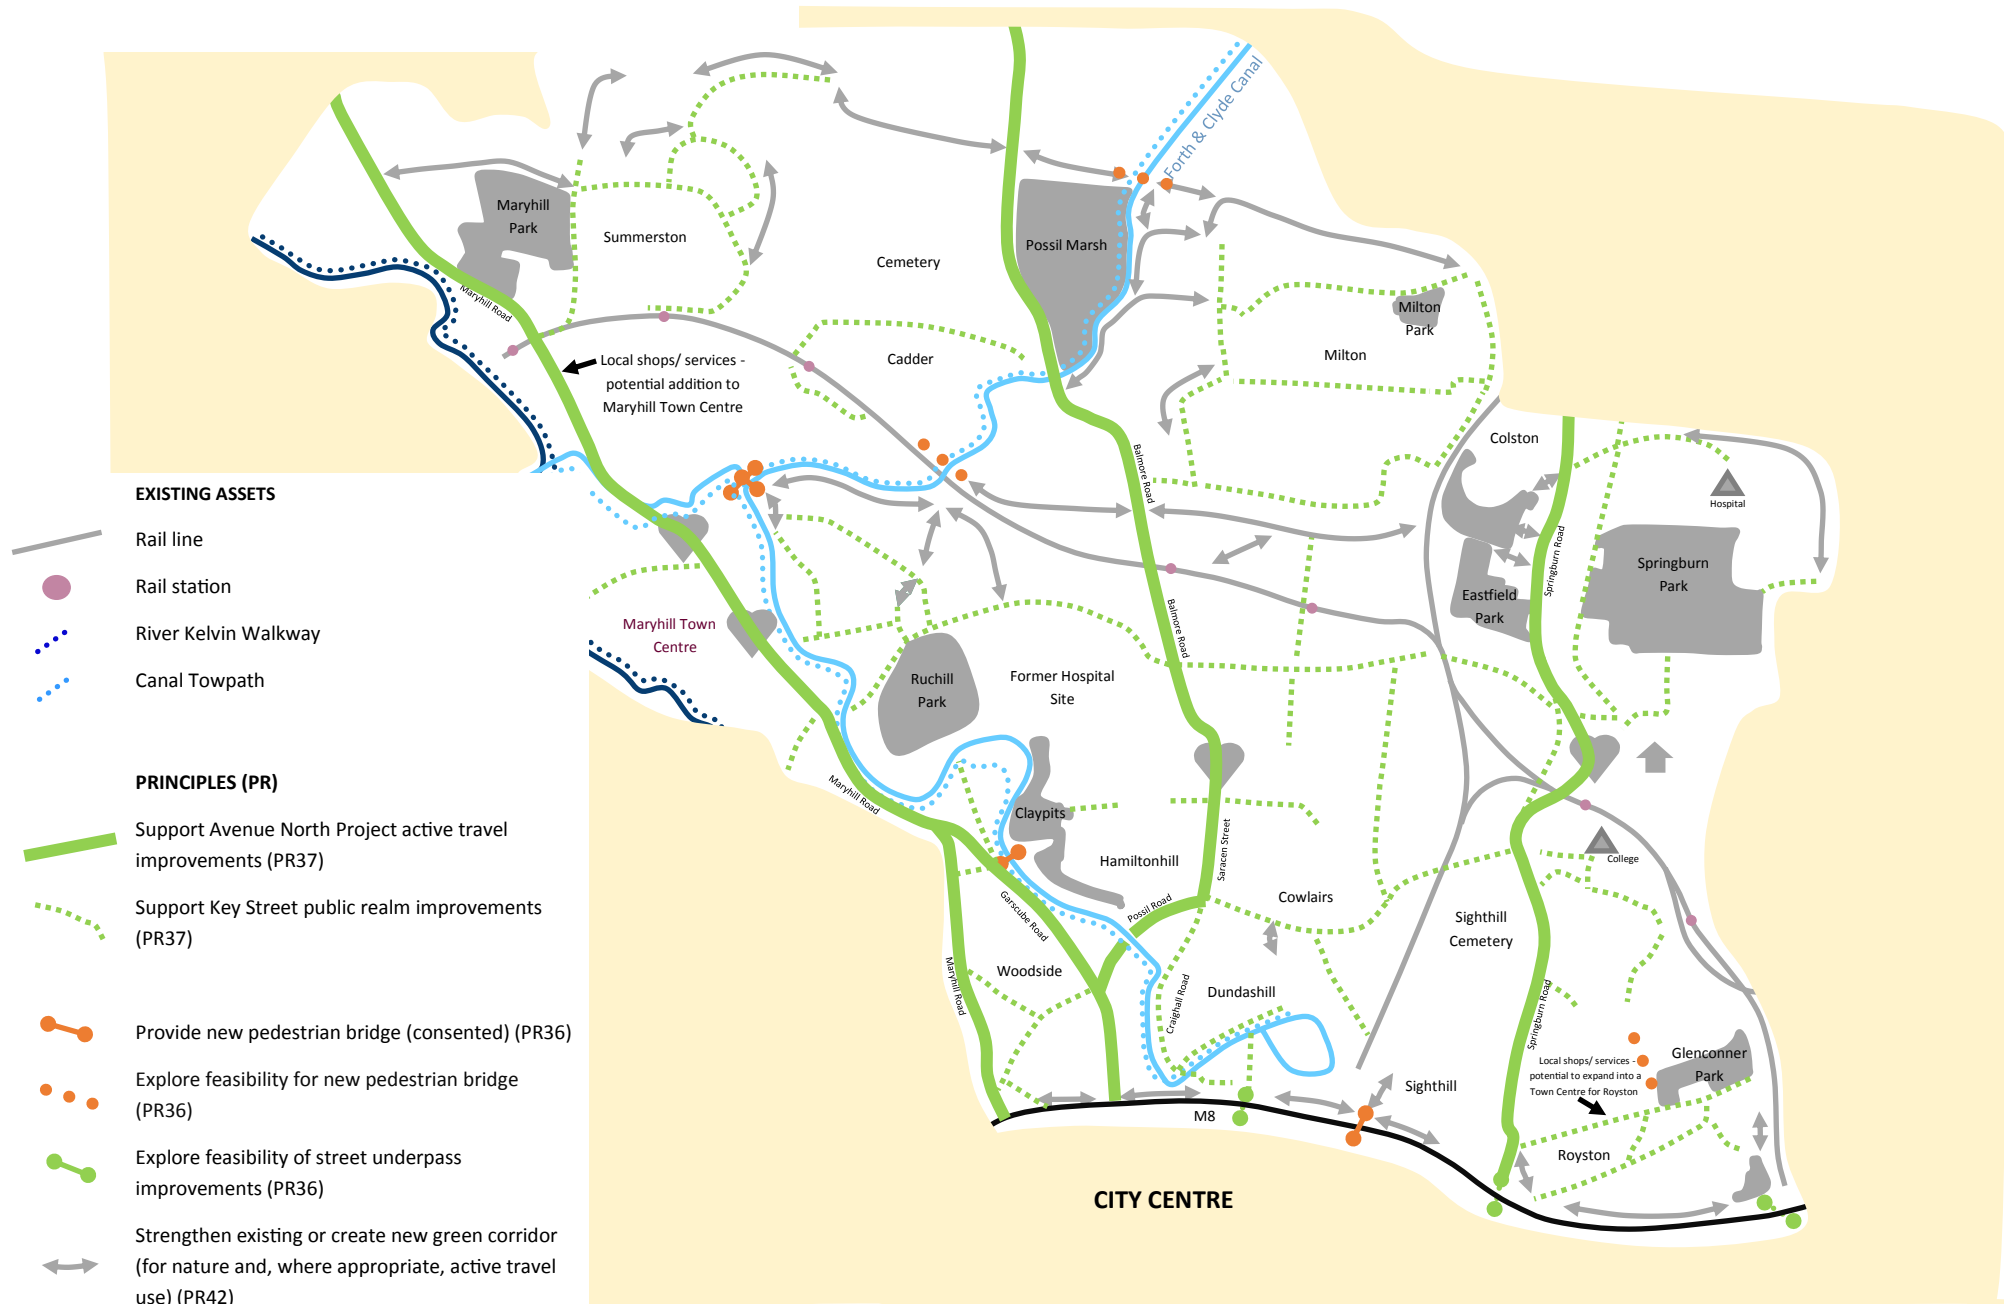 Forth & Clyde Canal
Maryhill
Park
Summerston
Possil Marsh
Cemetery
Maryhill Road
Milton
Park
Local shops/ services -
potential addition to
Maryhill Town Centre
Cadder
Milton
Colston
Balmore Road
Hospital
EXISTING ASSETS
Rail line
Rail station
River Kelvin Walkway
Canal Towpath
Springburn Road
Springburn
Park
Eastfield
Park
Maryhill Town
Centre
Balmore Road
Ruchill
Park
Former Hospital
Site
PRINCIPLES (PR)
Support Avenue North Project active travel
improvements (PR37)
Support Key Street public realm improvements
(PR37)
Provide new pedestrian bridge (consented) (PR36)
Explore feasibility for new pedestrian bridge
(PR36)
Explore feasibility of street underpass
improvements (PR36)
Strengthen existing or create new green corridor
(for nature and, where appropriate, active travel
use) (PR42)
Maryhill Road
Claypits
Hamiltonhill
Saracen Street
College
Garscube Road
Possil Road
Cowlairs
Sighthill
Cemetery
Woodside
Maryhill Road
Craighall Road
Dundashill
Springburn Road
Local shops/ services -
potential to expand into a
Town Centre for Royston
Glenconner
Park
Sighthill
M8
Royston
CITY CENTRE